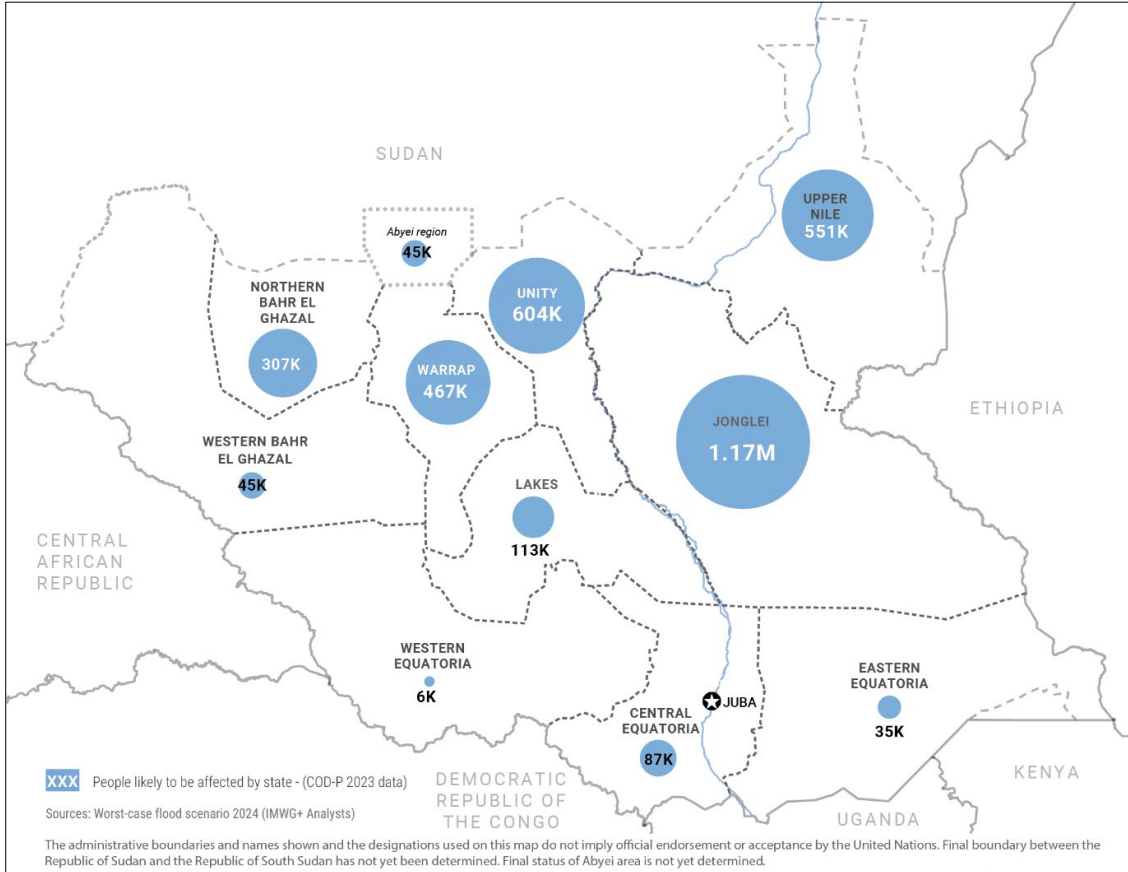 SUDAN
UPPER
NILE
551K
Abyei region
45K
NORTHERN
BAHR EL
GHAZAL
307K
UNITY
604K
WARRAP
467K
JONGLEI
1.17M
ETHIOPIA
WESTERN BAHR
EL GHAZAL
45K
LAKES
113K
CENTRAL
AFRICAN
REPUBLIC
WESTERN
EQUATORIA
6K
EASTERN
EQUATORIA
35K
JUBA
CENTRAL
EQUATORIA
87K
KENYA
DEMOCRATIC
REPUBLIC OF
THE CONGO
UGANDA
XXX People likely to be affected by state - (COD-P 2023 data)
Sources: Worst-case flood scenario 2024 (IMWG+ Analysts)
The administrative boundaries and names shown and the designations used on this map do not imply official endorsement or acceptance by the United Nations. Final boundary between the
Republic of Sudan and the Republic of South Sudan has not yet been determined. Final status of Abyei area is not yet determined.